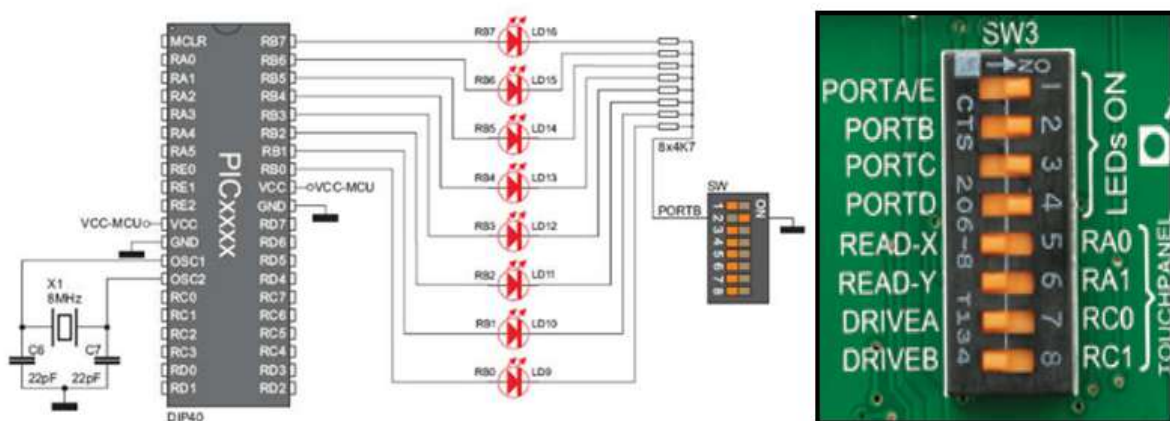 MCLR
RA0
RA1
RA2
RA3
RA4
RA5
RE0
RE1
RE2
VCC
GND
OSC1
OSC2
RC0
RC1
RC2
RC3
RD0
RD1
PICxxxx
RB7
RB6
RB5
RB4
RB3
RB2
RB1
RB0
VCC
GND
RD7
RD6
RD5
RD4
RC7
RC6
RC5
RC4
RD3
RD2
DIP40
VCC-MCU
VCC-MCU
X1
8MHz
C6
C7
22pF
22pF
RB7 LD16
RB6 LD15
RB5 LD14
RB4 LD13
RB3 LD12
RB2 LD11
RB1 LD10
RB0 LD9
8x4K7
SW
PORTB
ON
1
2
3
4
5
6
7
8
SW3
ON
PORTA/E 1
PORTB 2
PORTC 3
PORTD 4
READ-X 5 RA0
READ-Y 6 RA1
DRIVEA 7 RC0
DRIVEB 8 RC1
CTS 206-8 T134
LEDs ON
TOUCHPANEL